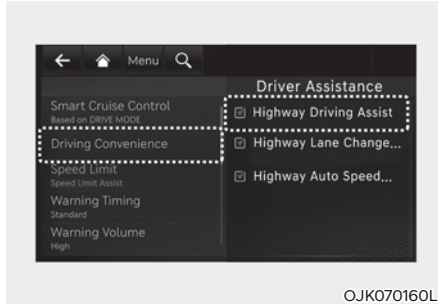 Menu
Driver Assistance
Smart Cruise Control
Based on DRIVE MODE
Driving Convenience
Speed Limit
Speed Limit Assist
Warning Timing
Standard
Warning Volume
High
Highway Driving Assist
Highway Lane Change...
Highway Auto Speed...
OJK070160L